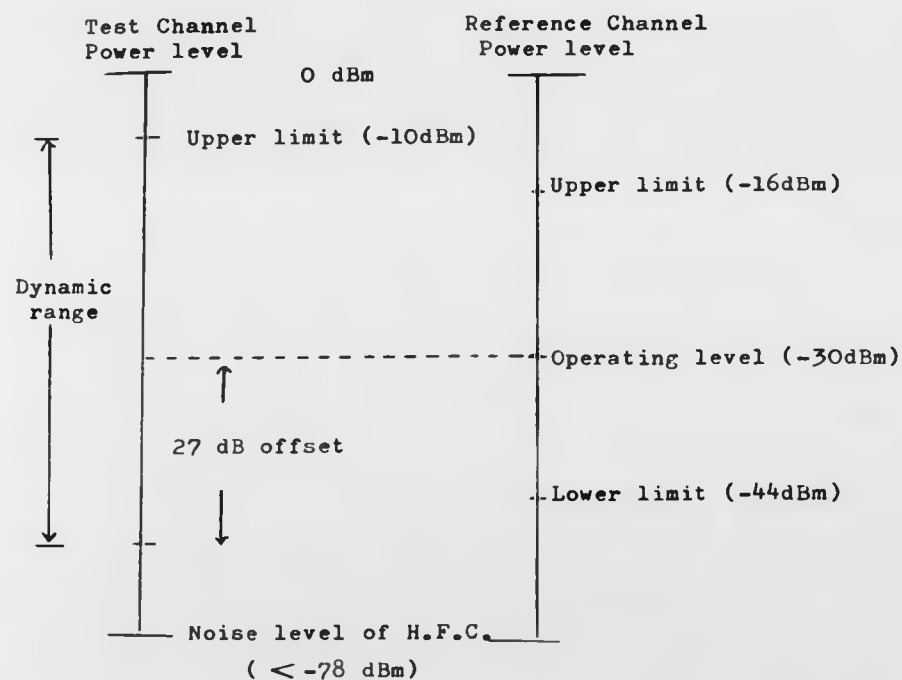 Test Channel
Power level
Reference Channel
Power level
0 dBm
Upper limit (-10dBm)
Upper limit (-16dBm)
Dynamic
range
Operating level (-30dBm)
27 dB offset
Lower limit (-44dBm)
Noise level of H.F.C.
( < -78 dBm)